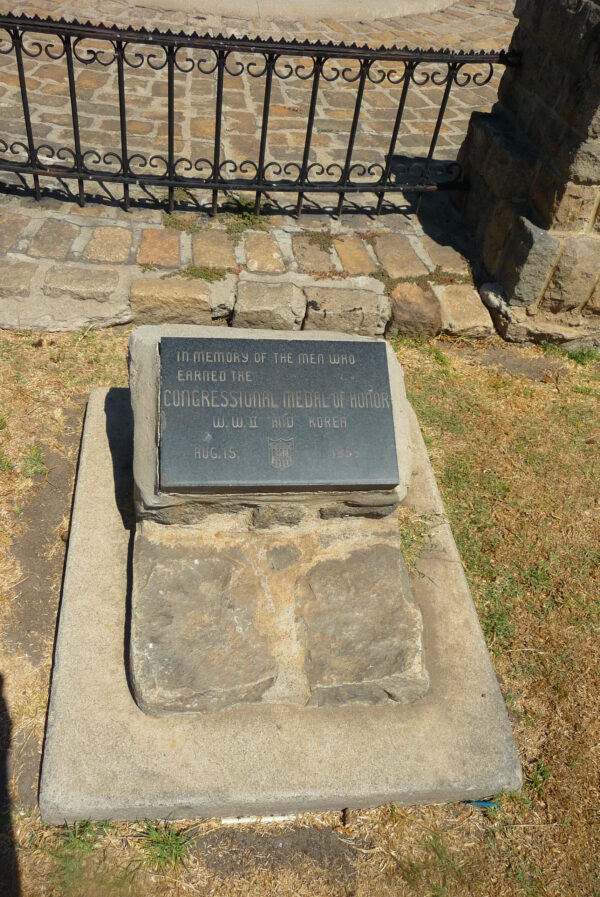 IN MEMORY OF THE MEN WHO
EARNED THE
CONGRESSIONAL MEDAL OF HONOR
W.W.II AND KOREA
AUG.15